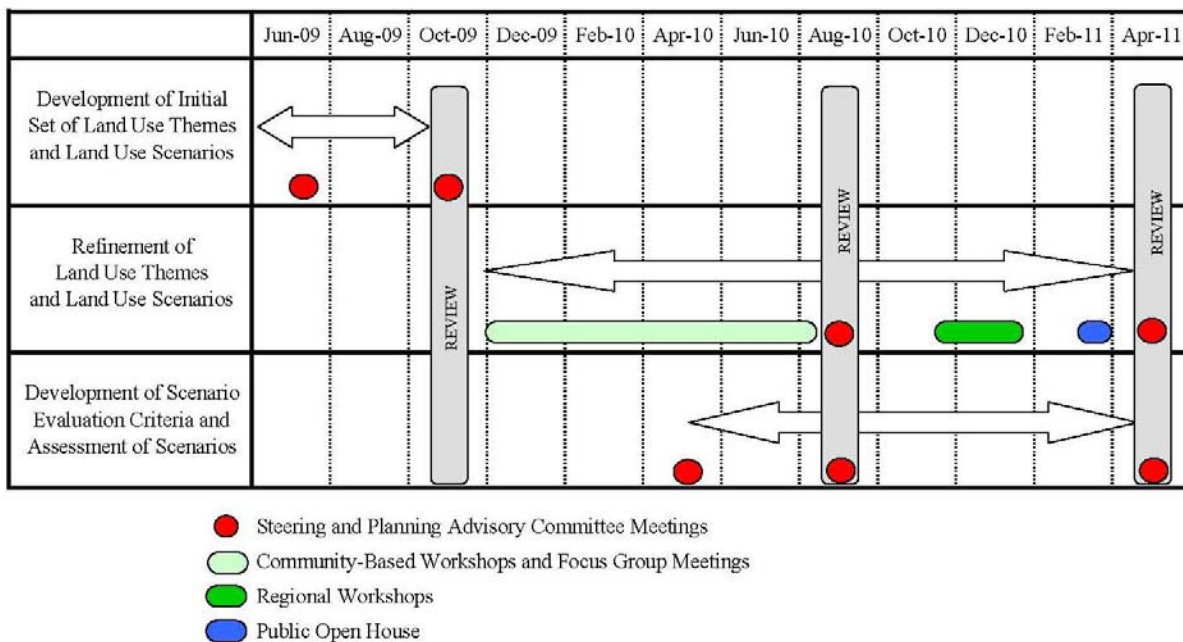 Jun-09 Aug-09 Oct-09 Dec-09 Feb-10 Apr-10 Jun-10 Aug-10 Oct-10 Dec-10 Feb-11 Apr-11
Development of Initial
Set of Land Use Themes
and Land Use Scenarios
REVIEW
REVIEW
REVIEW
Refinement of
Land Use Themes
and Land Use Scenarios
Development of Scenario
Evaluation Criteria and
Assessment of Scenarios
Steering and Planning Advisory Committee Meetings
Community-Based Workshops and Focus Group Meetings
Regional Workshops
Public Open House